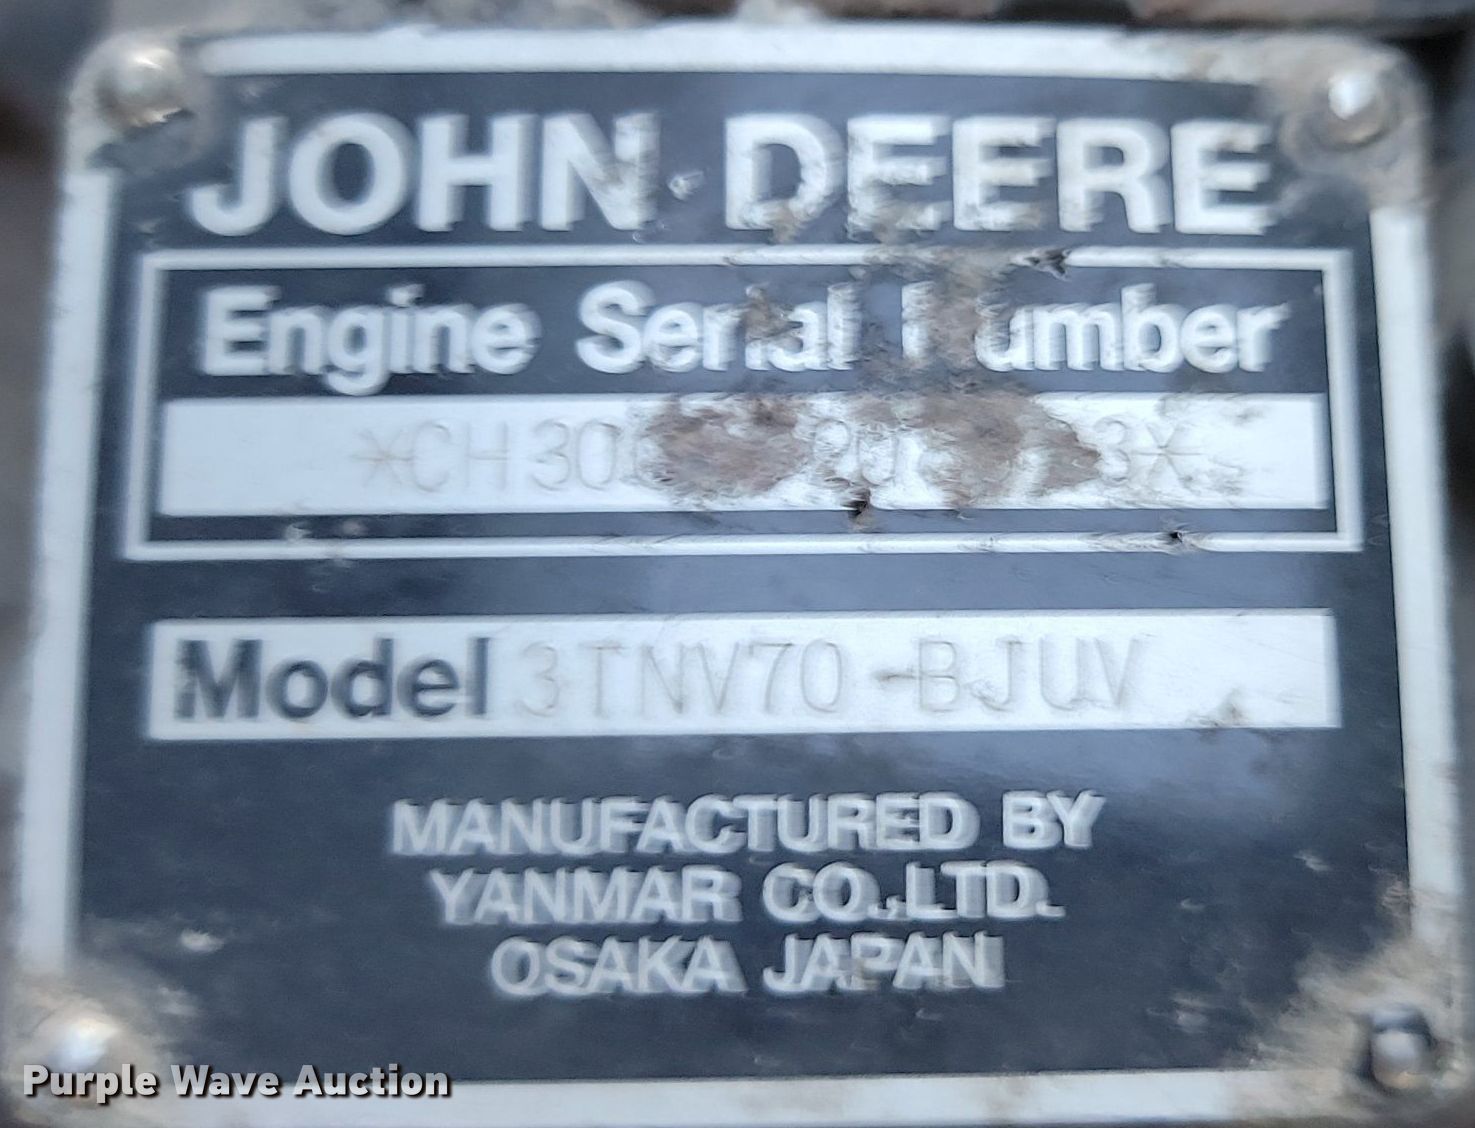 JOHN DEERE
Engine Serial Number
Model 3TNV70-BJUV
MANUFACTURED BY
YANMAR CO.,LTD.
OSAKA JAPAN
Purple Wave Auction